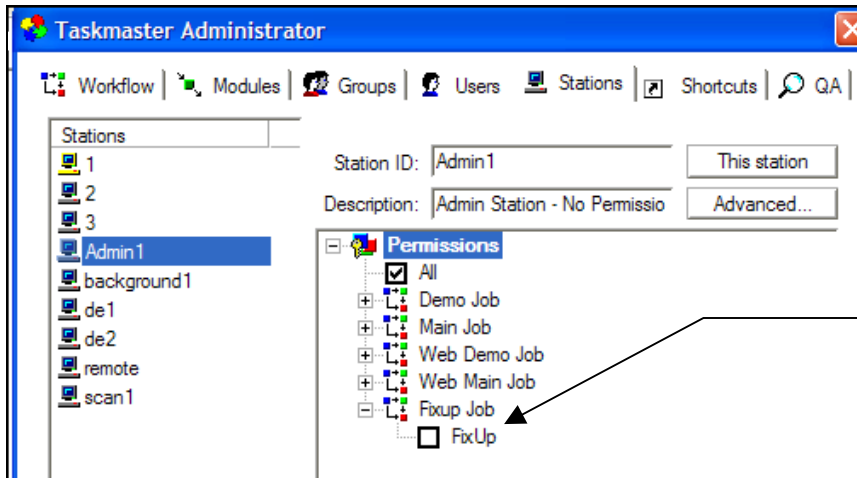 Taskmaster Administrator
Workflow Modules Groups Users Stations Shortcuts QA
Stations
1
2
3
Admin1
background1
de1
de2
remote
scan1
Station ID: Admin1 This station
Description: Admin Station - No Permissio Advanced...
Permissions
All
Demo Job
Main Job
Web Demo Job
Web Main Job
Fixup Job
FixUp